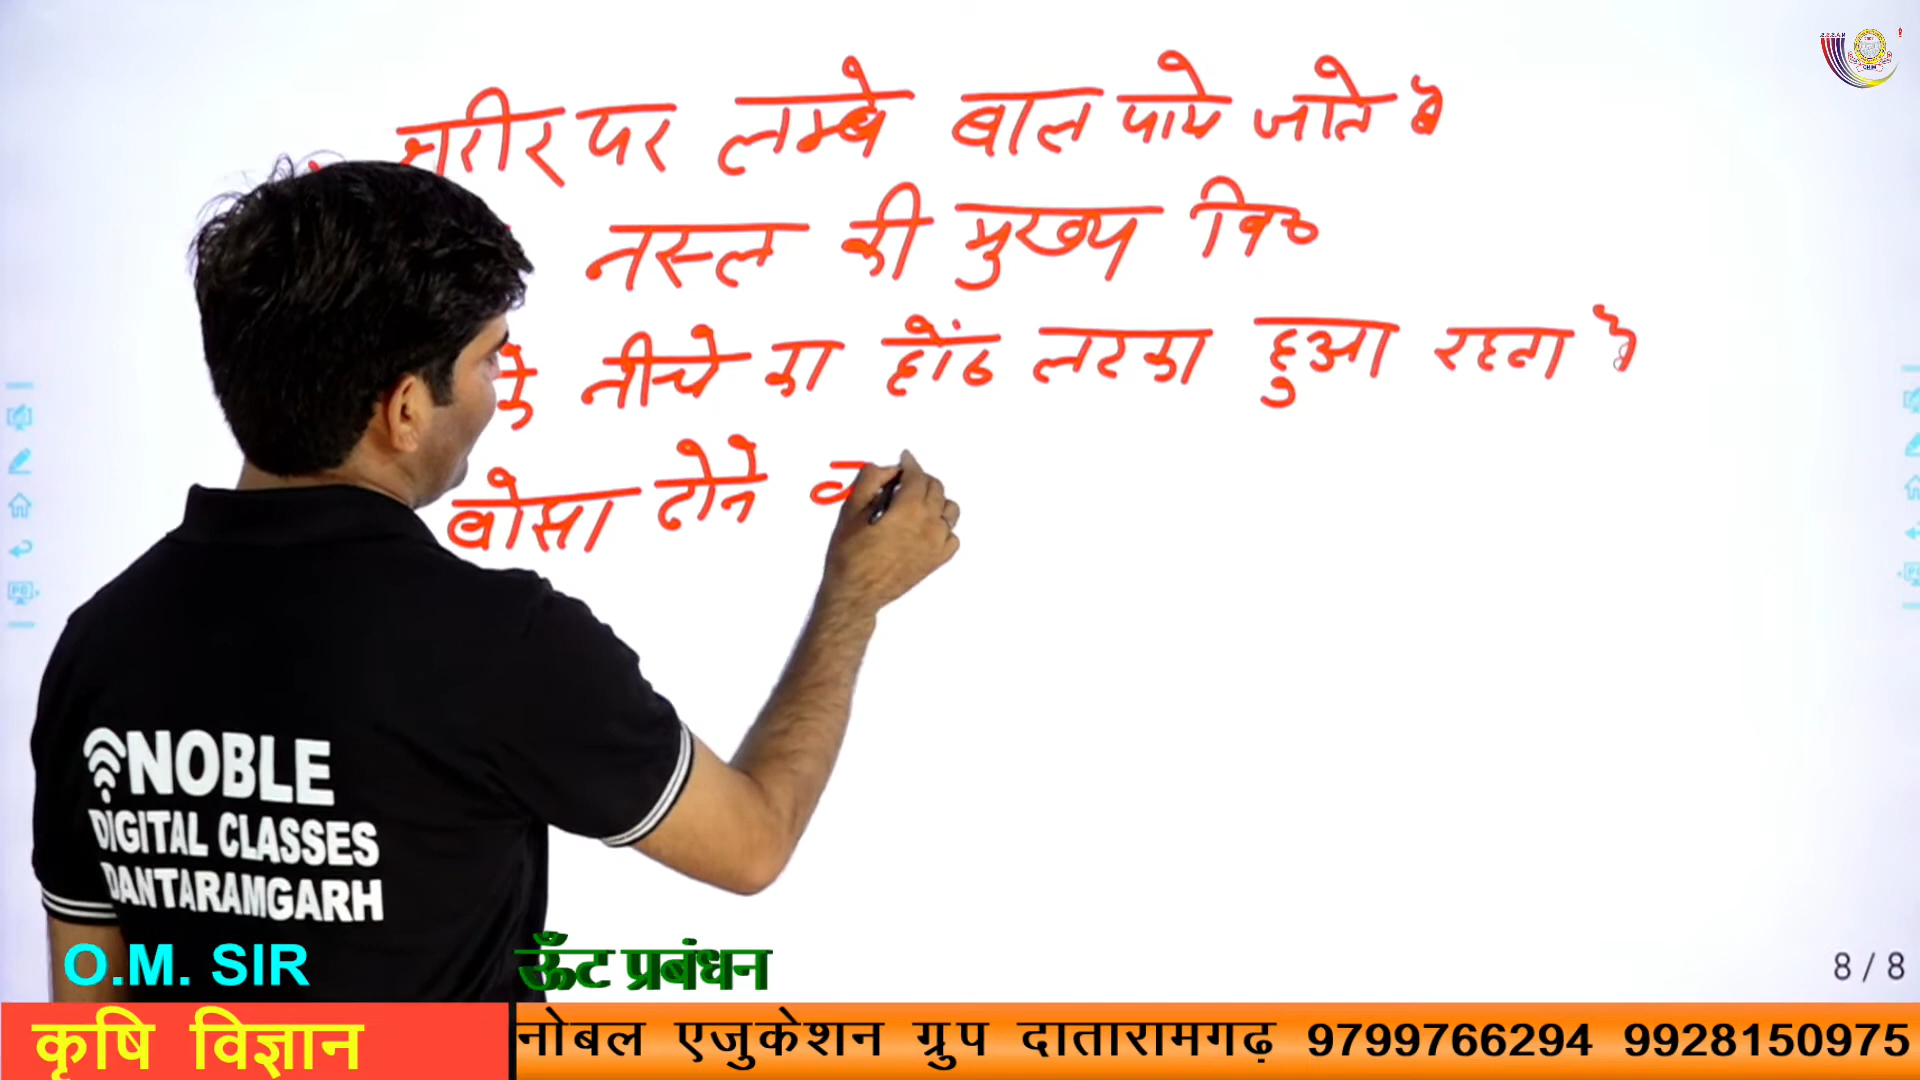 शरीर पर लम्बे बाल पाये जाते है
नस्ल की मुख्य वि०
के नीचे का होंठ लटका हुआ रहता है
बोझा ढोने
NOBLE
DIGITAL CLASSES
DANTARAMGARH
O.M. SIR
ऊँट प्रबंधन
8 / 8
कृषि विज्ञान
नोबल एजुकेशन ग्रुप दातारामगढ़ 9799766294 9928150975